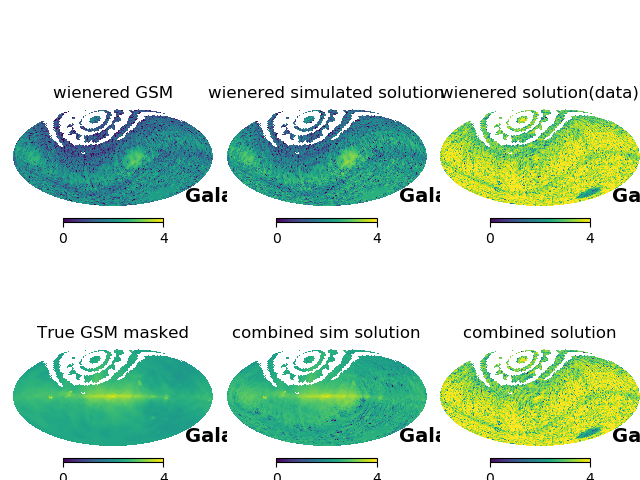 wienered GSM
wienered simulated solution
wienered solution(data)
Gala
Gala
Ga
0 4
0 4
0 4
True GSM masked
combined sim solution
combined solution
Gala
Gala
Ga
0 4
0 4
0 4